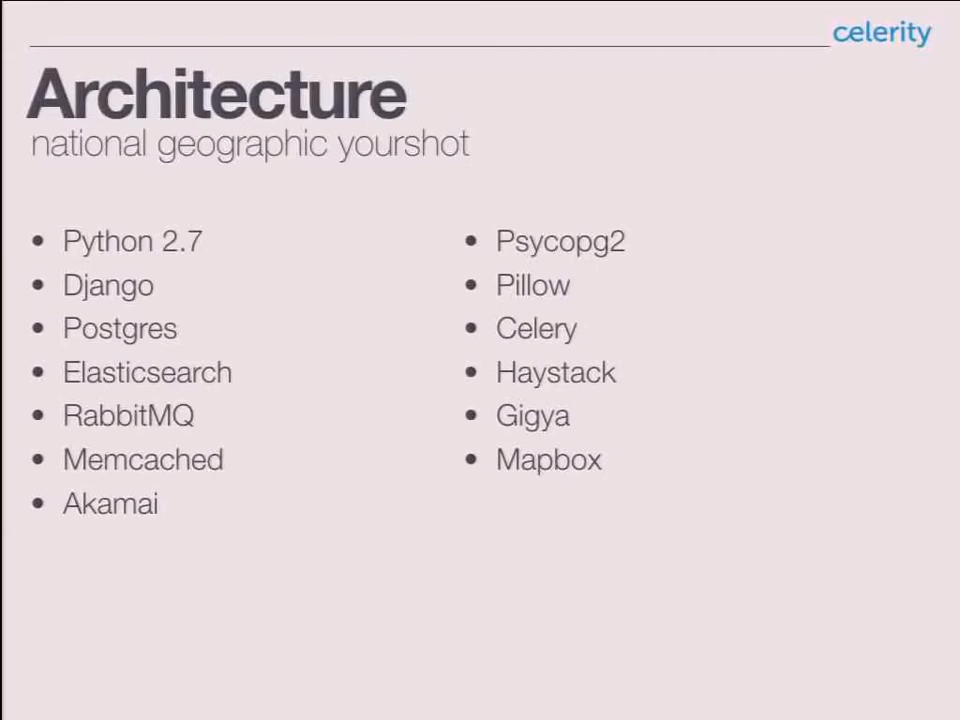 celerity
Architecture
national geographic yourshot
• Python 2.7
• Django
• Postgres
• Elasticsearch
• RabbitMQ
• Memcached
• Akamai
• Psycopg2
• Pillow
• Celery
• Haystack
• Gigya
• Mapbox